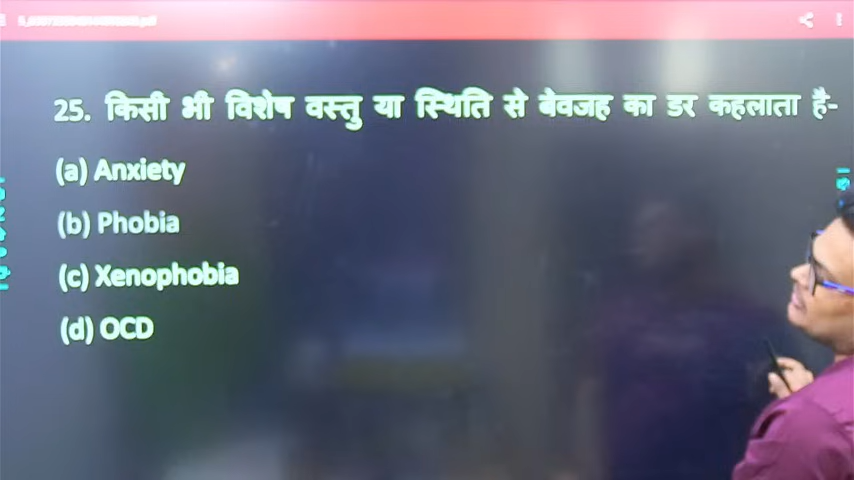 25. किसी भी विशेष वस्तु या स्थिति से बेवजह का डर कहलाता है-
(a) Anxiety
(b) Phobia
(c) Xenophobia
(d) OCD